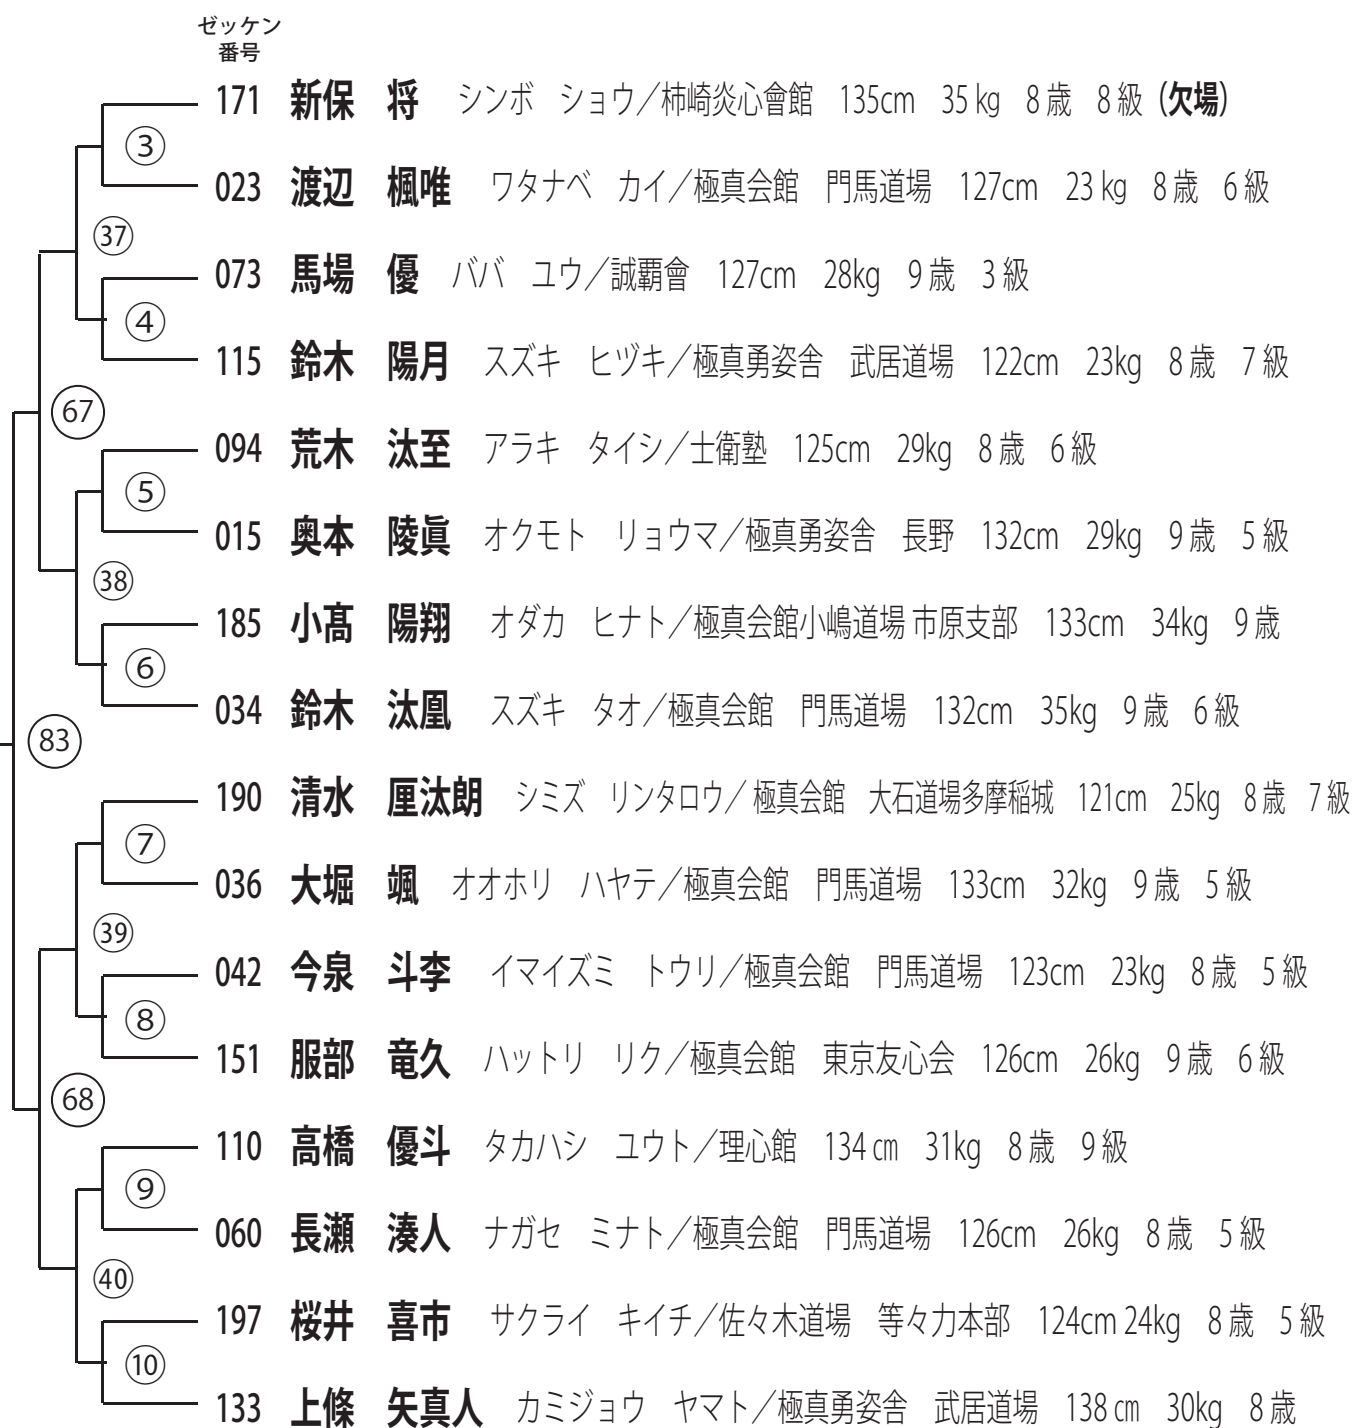 ゼッケン
番号
171 新保 将 シンボ ショウ／柿崎炎心會館 135cm 35 kg 8歳 8級（欠場）
③
023 渡辺 楓唯 ワタナベ カイ／極真会館 門馬道場 127cm 23 kg 8歳 6級
㊲
073 馬場 優 ババ ユウ／誠覇會 127cm 28kg 9歳 3級
④
115 鈴木 陽月 スズキ ヒヅキ／極真勇姿舎 武居道場 122cm 23kg 8歳 7級
67
094 荒木 汰至 アラキ タイシ／士衛塾 125cm 29kg 8歳 6級
⑤
015 奥本 陵眞 オクモト リョウマ／極真勇姿舎 長野 132cm 29kg 9歳 5級
㊳
185 小髙 陽翔 オダカ ヒナト／極真会館小嶋道場 市原支部 133cm 34kg 9歳
⑥
034 鈴木 汰凰 スズキ タオ／極真会館 門馬道場 132cm 35kg 9歳 6級
83
190 清水 厘汰朗 シミズ リンタロウ／極真会館 大石道場多摩稲城 121cm 25kg 8歳 7級
⑦
036 大堀 颯 オオホリ ハヤテ／極真会館 門馬道場 133cm 32kg 9歳 5級
㊴
042 今泉 斗李 イマイズミ トウリ／極真会館 門馬道場 123cm 23kg 8歳 5級
⑧
151 服部 竜久 ハットリ リク／極真会館 東京友心会 126cm 26kg 9歳 6級
68
110 高橋 優斗 タカハシ ユウト／理心館 134㎝ 31kg 8歳 9級
⑨
060 長瀬 湊人 ナガセ ミナト／極真会館 門馬道場 126cm 26kg 8歳 5級
㊵
197 桜井 喜市 サクライ キイチ／佐々木道場 等々力本部 124cm 24kg 8歳 5級
⑩
133 上條 矢真人 カミジョウ ヤマト／極真勇姿舎 武居道場 138㎝ 30kg 8歳